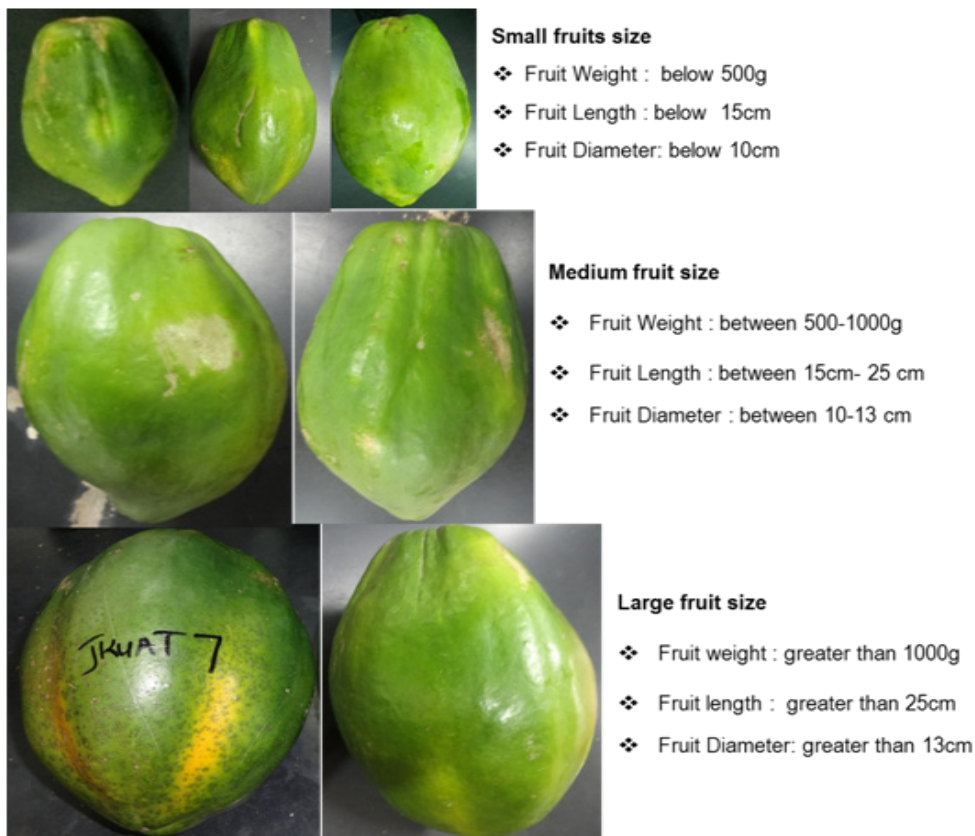 Small fruits size
❖ Fruit Weight : below 500g
❖ Fruit Length : below 15cm
❖ Fruit Diameter: below 10cm
Medium fruit size
❖ Fruit Weight : between 500-1000g
❖ Fruit Length : between 15cm- 25 cm
❖ Fruit Diameter : between 10-13 cm
JKUAT 7
Large fruit size
❖ Fruit weight : greater than 1000g
❖ Fruit length : greater than 25cm
❖ Fruit Diameter: greater than 13cm